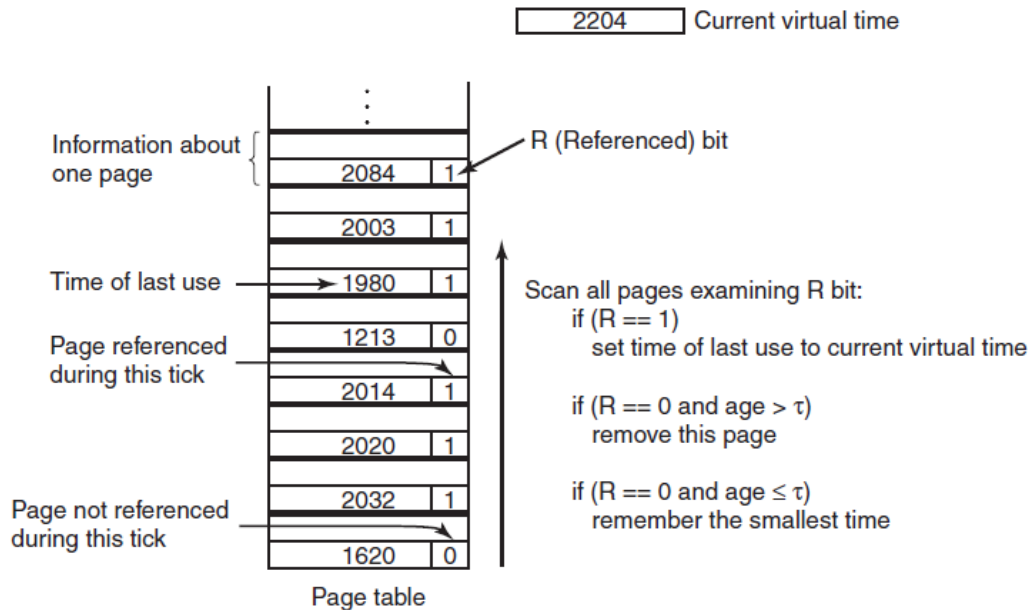 2204 Current virtual time
Information about
one page
R (Referenced) bit
2084 1
2003 1
Time of last use
1980 1
1213 0
Page referenced
during this tick
2014 1
2020 1
2032 1
Page not referenced
during this tick
1620 0
Page table
Scan all pages examining R bit:
if (R == 1)
set time of last use to current virtual time
if (R == 0 and age > τ)
remove this page
if (R == 0 and age ≤ τ)
remember the smallest time